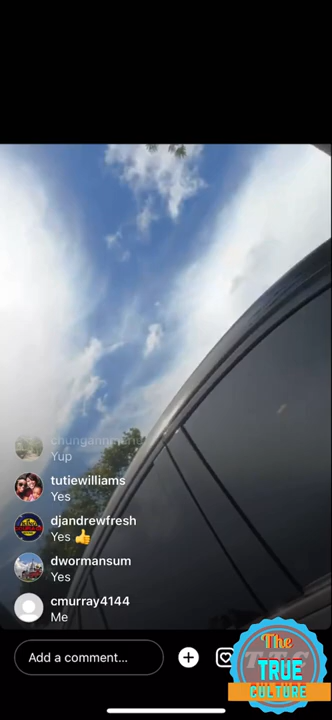 Yup
tutiewilliams
Yes
djandrewfresh
Yes 👍
dwormansum
Yes
cmurray4144
Me
Add a comment...
The
TRUE
CULTURE